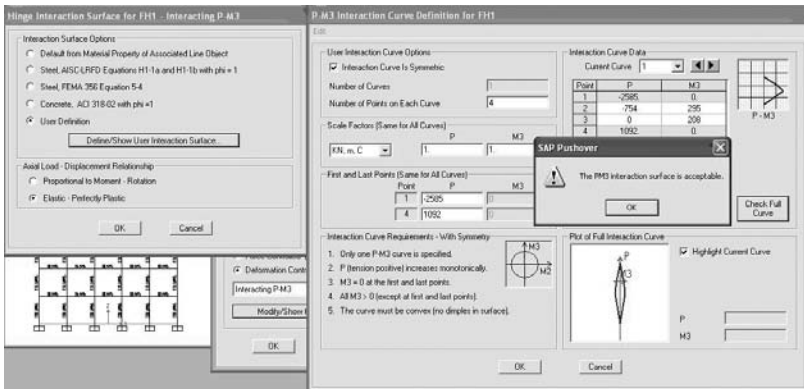 Hinge Interaction Surface for FH1 - Interacting P-M3
Interaction Surface Options
Default from Material Property of Associated Line Object
Steel, AISC-LRFD Equations H1-1a and H1-1b with phi = 1
Steel, FEMA 356 Equation 5-4
Concrete, ACI 318-02 with phi =1
User Definition
Define/Show User Interaction Surface...
Axial Load - Displacement Relationship
Proportional to Moment - Rotation
Elastic - Perfectly Plastic
OK Cancel
Deformation Contr
Interacting P-M3
Modify/Show
OK
P-M3 Interaction Curve Definition for FH1
Edit
User Interaction Curve Options
Interaction Curve Is Symmetric
Number of Curves 1
Number of Points on Each Curve 4
Scale Factors (Same for All Curves)
P M3
KN, m, C 1. 1.
First and Last Points (Same for All Curves)
Point P M3
1 -2585 0
4 1092 0
Interaction Curve Requirements - With Symmetry
1. Only one P-M3 curve is specified.
2. P (tension positive) increases monotonically.
3. M3 = 0 at the first and last points.
4. All M3 > 0 (except at first and last points).
5. The curve must be convex (no dimples in surface).
M3
M2
Interaction Curve Data
Current Curve 1
Point P M3
1 -2585. 0.
2 -754 295
3 0 208
4 1092 0.
P - M3
SAP Pushover
The PM3 interaction surface is acceptable.
OK
Check Full
Curve
Plot of Full Interaction Curve
P
M3
Highlight Current Curve
P
M3
OK Cancel